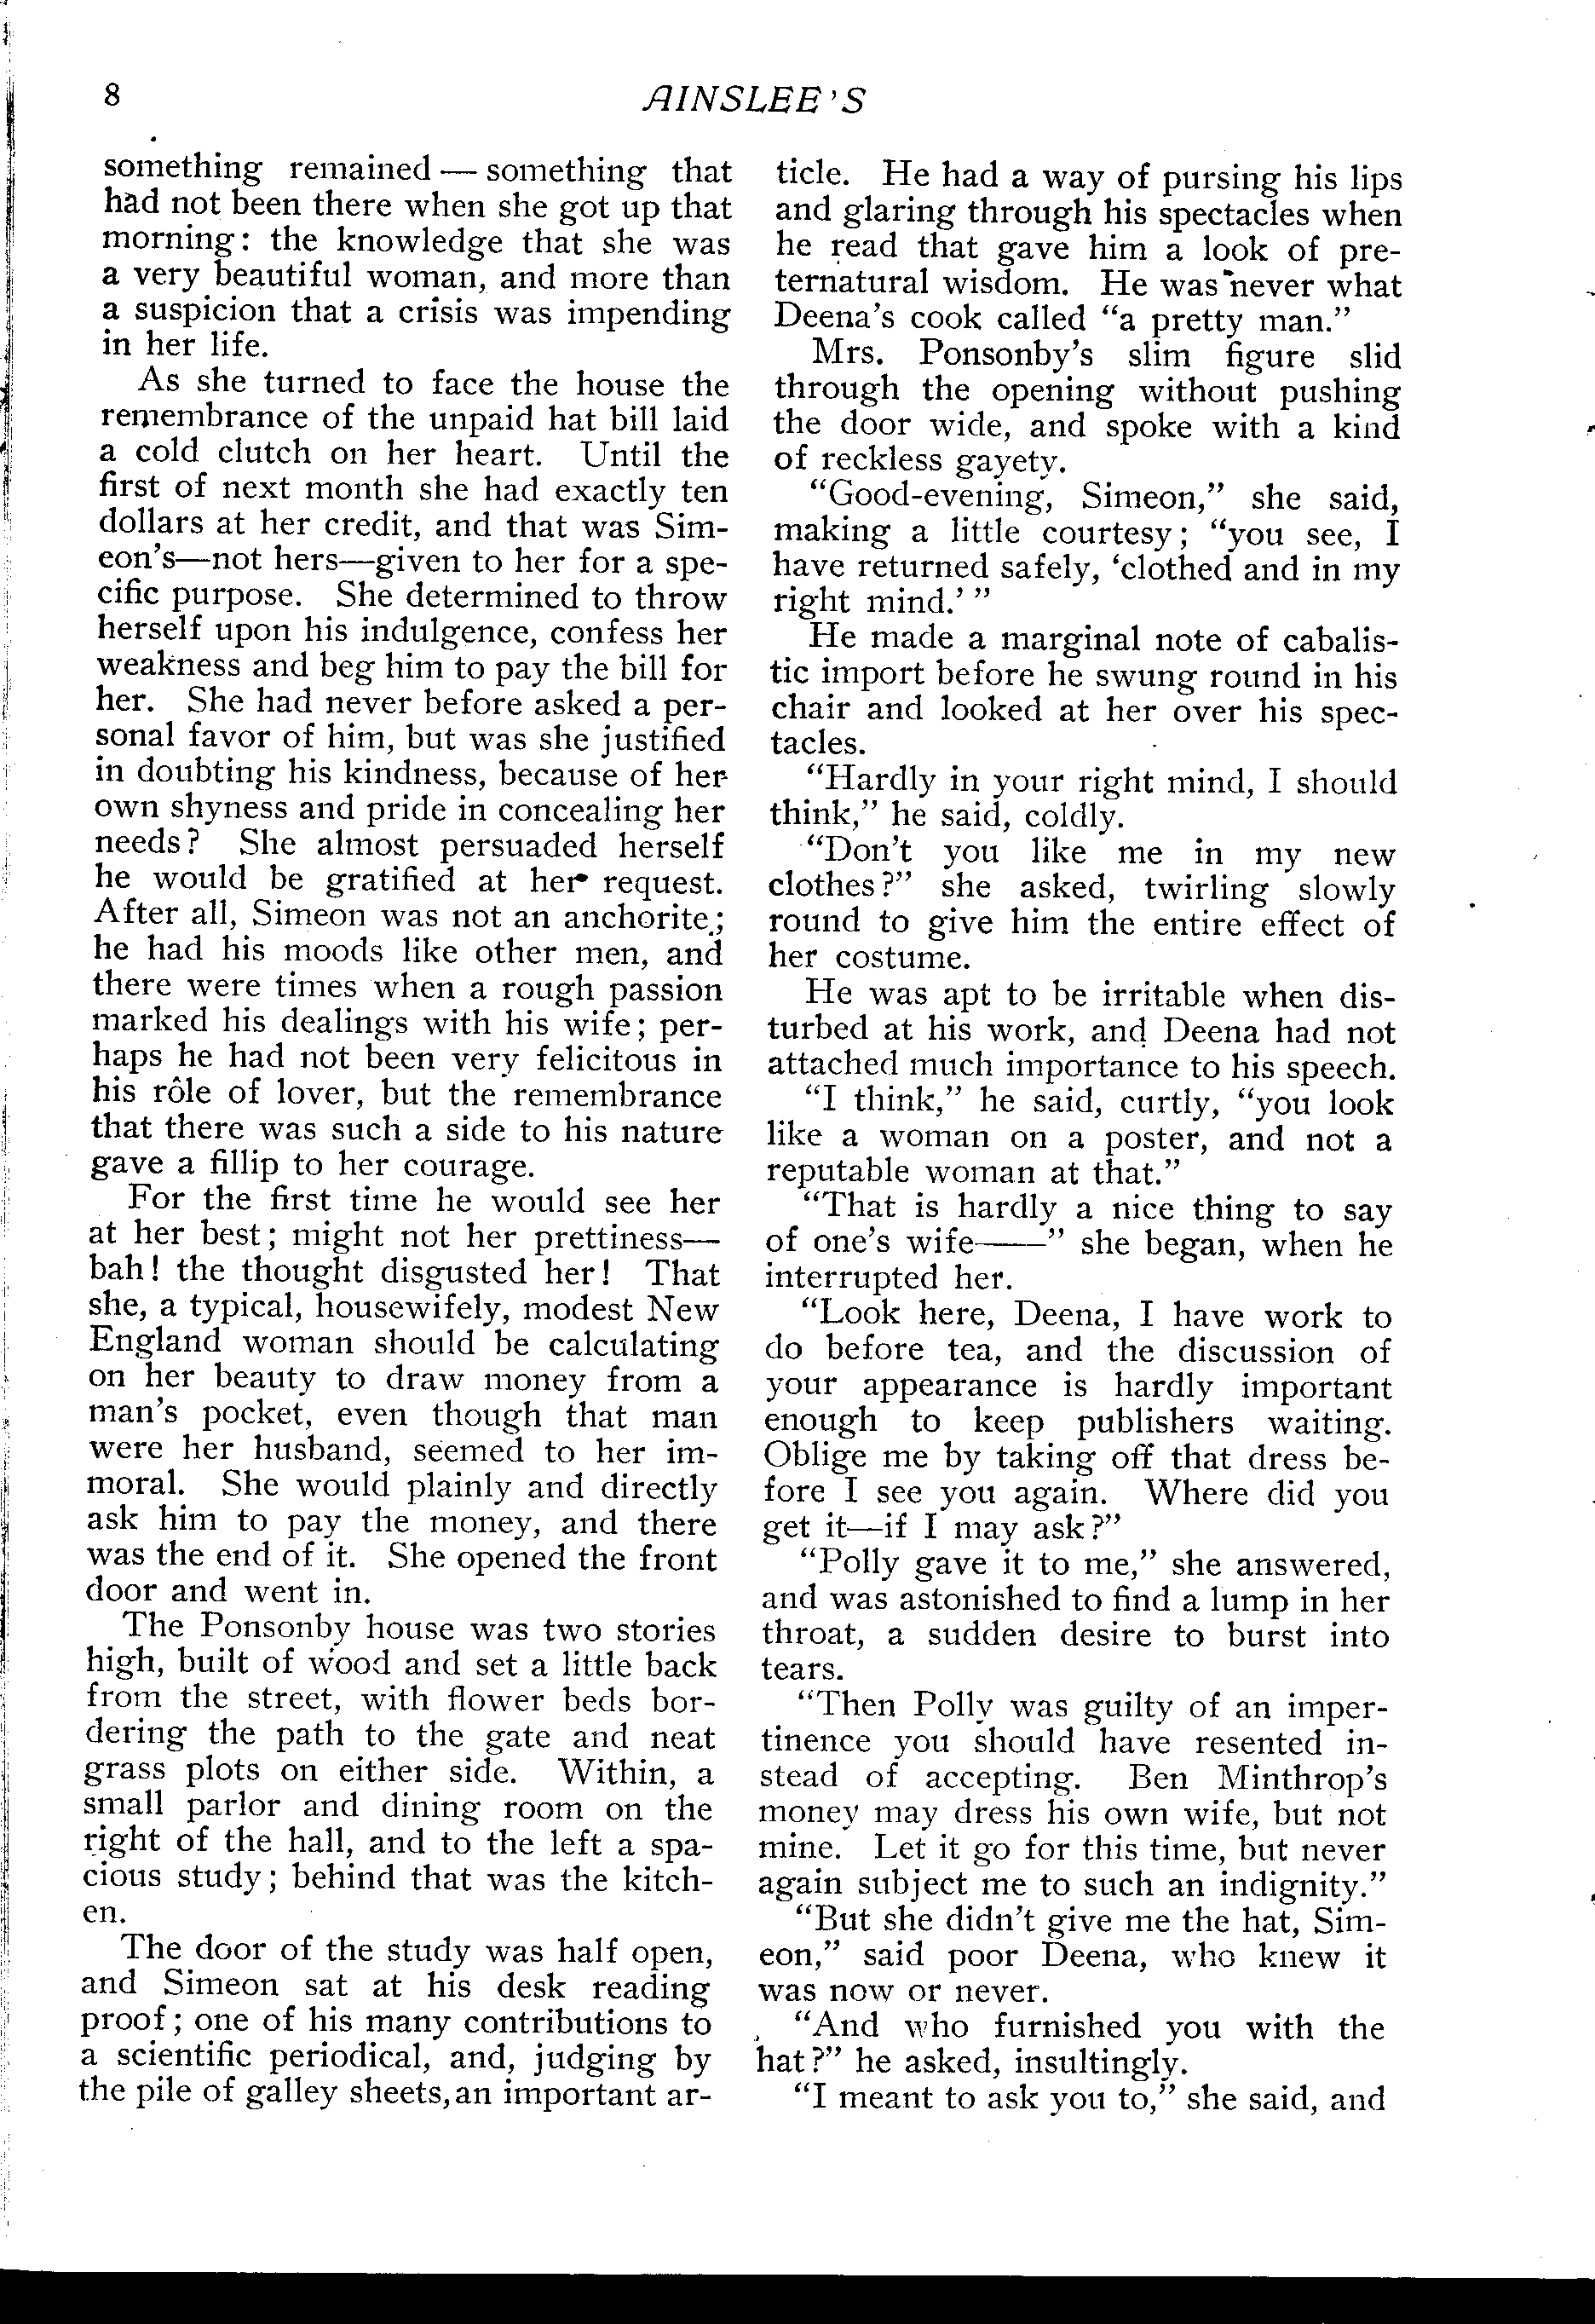 8
AINSLEE'S
something remained — something that
had not been there when she got up that
morning: the knowledge that she was
a very beautiful woman, and more than
a suspicion that a crisis was impending
in her life.
As she turned to face the house the
remembrance of the unpaid hat bill laid
a cold clutch on her heart. Until the
first of next month she had exactly ten
dollars at her credit, and that was Sim-
eon's—not hers—given to her for a spe-
cific purpose. She determined to throw
herself upon his indulgence, confess her
weakness and beg him to pay the bill for
her. She had never before asked a per-
sonal favor of him, but was she justified
in doubting his kindness, because of her
own shyness and pride in concealing her
needs? She almost persuaded herself
he would be gratified at her request.
After all, Simeon was not an anchorite;
he had his moods like other men, and
there were times when a rough passion
marked his dealings with his wife; per-
haps he had not been very felicitous in
his rôle of lover, but the remembrance
that there was such a side to his nature
gave a fillip to her courage.
For the first time he would see her
at her best; might not her prettiness—
bah! the thought disgusted her! That
she, a typical, housewifely, modest New
England woman should be calculating
on her beauty to draw money from a
man's pocket, even though that man
were her husband, seemed to her im-
moral. She would plainly and directly
ask him to pay the money, and there
was the end of it. She opened the front
door and went in.
The Ponsonby house was two stories
high, built of wood and set a little back
from the street, with flower beds bor-
dering the path to the gate and neat
grass plots on either side. Within, a
small parlor and dining room on the
right of the hall, and to the left a spa-
cious study; behind that was the kitch-
en.
The door of the study was half open,
and Simeon sat at his desk reading
proof; one of his many contributions to
a scientific periodical, and, judging by
the pile of galley sheets, an important ar-
ticle. He had a way of pursing his lips
and glaring through his spectacles when
he read that gave him a look of pre-
ternatural wisdom. He was never what
Deena's cook called "a pretty man."
Mrs. Ponsonby's slim figure slid
through the opening without pushing
the door wide, and spoke with a kind
of reckless gayety.
"Good-evening, Simeon," she said,
making a little courtesy; "you see, I
have returned safely, 'clothed and in my
right mind.' "
He made a marginal note of cabalis-
tic import before he swung round in his
chair and looked at her over his spec-
tacles.
"Hardly in your right mind, I should
think," he said, coldly.
"Don't you like me in my new
clothes?" she asked, twirling slowly
round to give him the entire effect of
her costume.
He was apt to be irritable when dis-
turbed at his work, and Deena had not
attached much importance to his speech.
"I think," he said, curtly, "you look
like a woman on a poster, and not a
reputable woman at that."
"That is hardly a nice thing to say
of one's wife——" she began, when he
interrupted her.
"Look here, Deena, I have work to
do before tea, and the discussion of
your appearance is hardly important
enough to keep publishers waiting.
Oblige me by taking off that dress be-
fore I see you again. Where did you
get it—if I may ask?"
"Polly gave it to me," she answered,
and was astonished to find a lump in her
throat, a sudden desire to burst into
tears.
"Then Polly was guilty of an imper-
tinence you should have resented in-
stead of accepting. Ben Minthrop's
money may dress his own wife, but not
mine. Let it go for this time, but never
again subject me to such an indignity."
"But she didn't give me the hat, Sim-
eon," said poor Deena, who knew it
was now or never.
"And who furnished you with the
hat?" he asked, insultingly.
"I meant to ask you to," she said, and